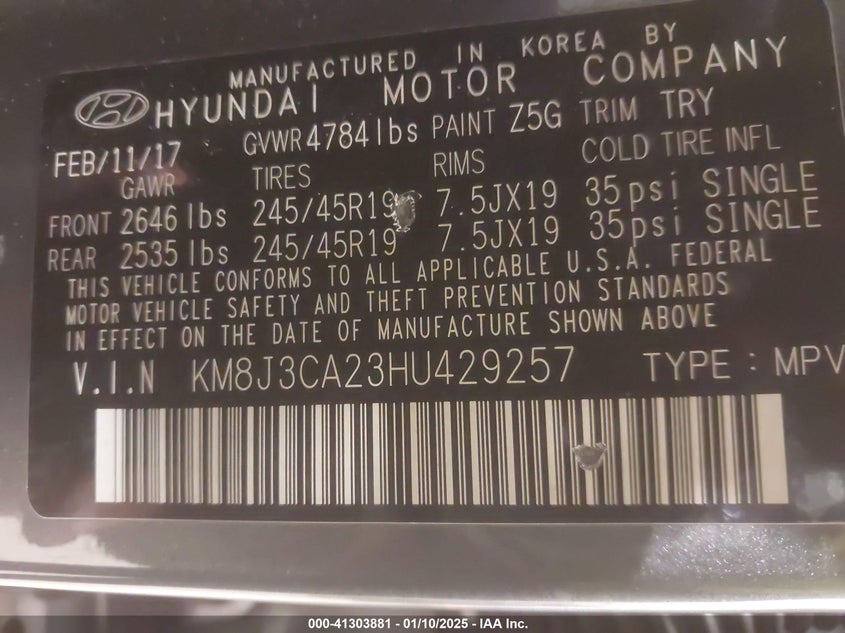 MANUFACTURED IN KOREA BY
HYUNDAI MOTOR COMPANY
FEB/11/17 GVWR 4784lbs PAINT Z5G TRIM TRY
GAWR TIRES RIMS COLD TIRE INFL
FRONT 2646 lbs 245/45R19 7.5JX19 35psi SINGLE
REAR 2535 lbs 245/45R19 7.5JX19 35psi SINGLE
THIS VEHICLE CONFORMS TO ALL APPLICABLE U.S.A. FEDERAL
MOTOR VEHICLE SAFETY AND THEFT PREVENTION STANDARDS
IN EFFECT ON THE DATE OF MANUFACTURE SHOWN ABOVE
V.I.N KM8J3CA23HU429257 TYPE : MPV
000-41303881 - 01/10/2025 - IAA Inc.